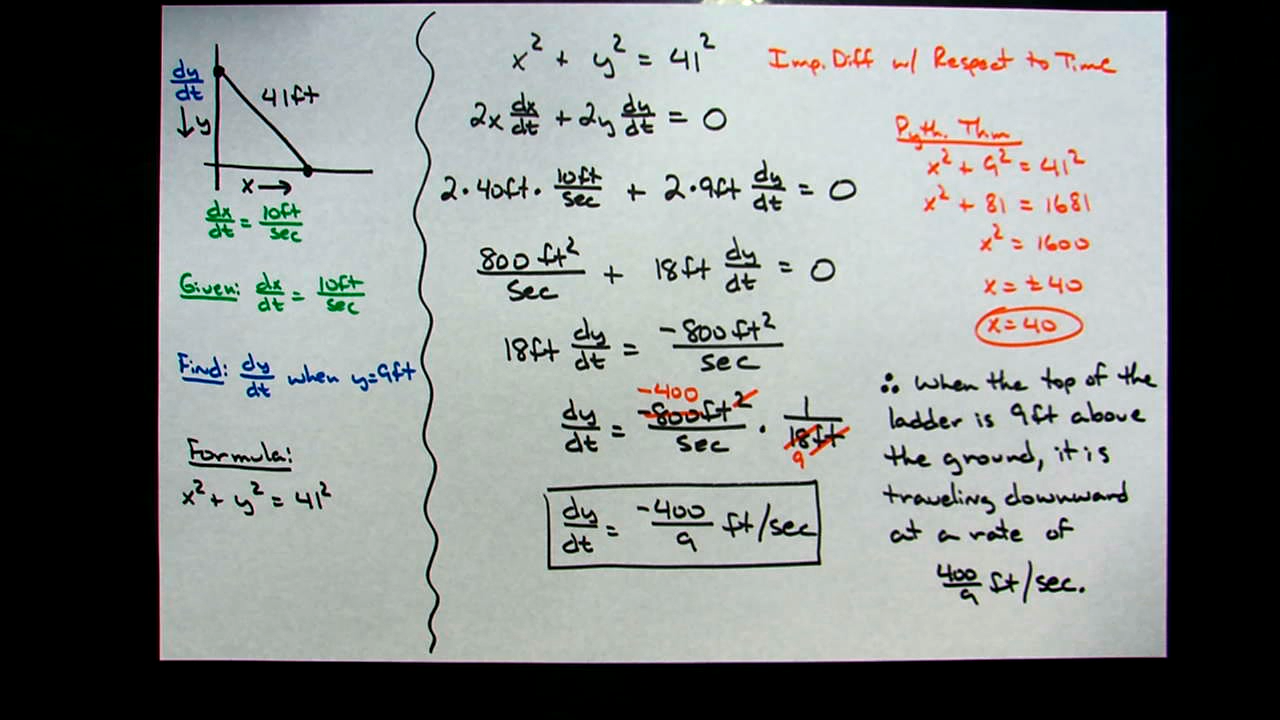 dy/dt
↓y
41ft
x→
dx/dt = 10ft/sec
Given: dx/dt = 10ft/sec
Find: dy/dt when y=9ft
Formula:
x² + y² = 41²
x² + y² = 41²
2x dx/dt + 2y dy/dt = 0
2·40ft · 10ft/sec + 2·9ft dy/dt = 0
800ft²/sec + 18ft dy/dt = 0
18ft dy/dt = -800ft²/sec
-400
dy/dt = -800ft²/sec · 1/18ft
9
dy/dt = -400/9 ft/sec
Imp. Diff w/ Respect to Time
Pyth. Thm
x² + 9² = 41²
x² + 81 = 1681
x² = 1600
x = ±40
x=40
∴ when the top of the
ladder is 9ft above
the ground, it is
traveling downward
at a rate of
400/9 ft/sec.